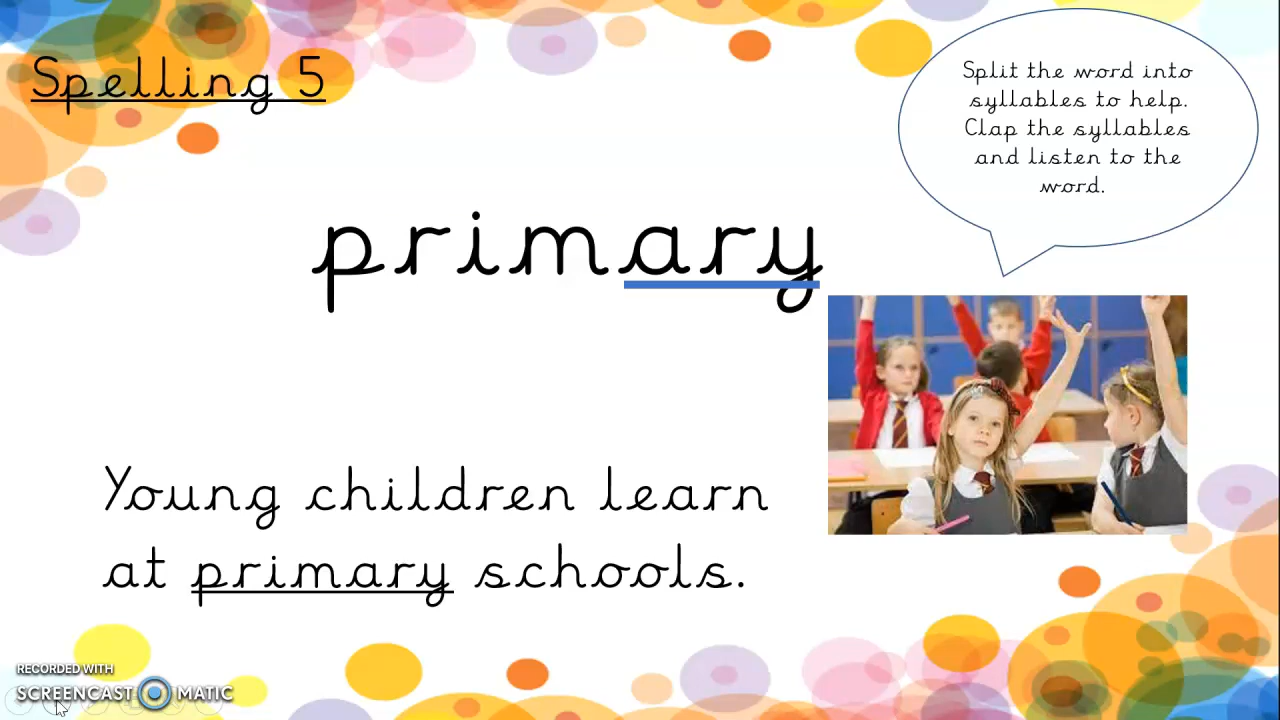 Spelling 5
Split the word into
syllables to help.
Clap the syllables
and listen to the
word.
primary
Young children learn
at primary schools.
RECORDED WITH
SCREENCAST MATIC